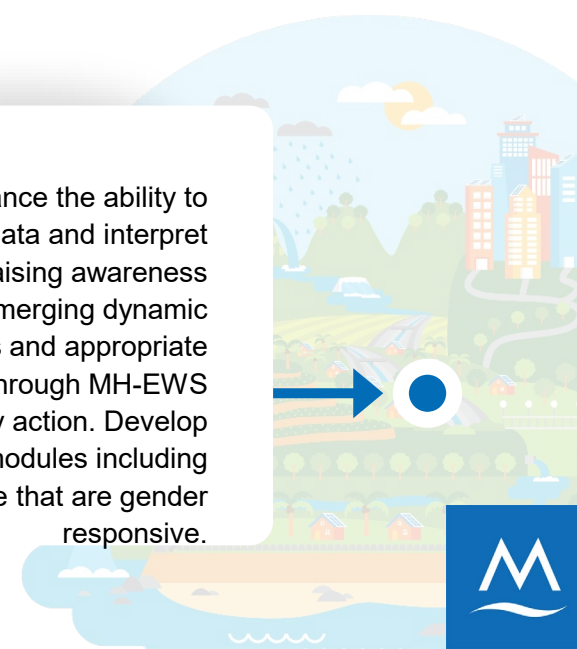 ance the ability to
ata and interpret
aising awareness
merging dynamic
s and appropriate
hrough MH-EWS
y action. Develop
nodules including
e that are gender
responsive.